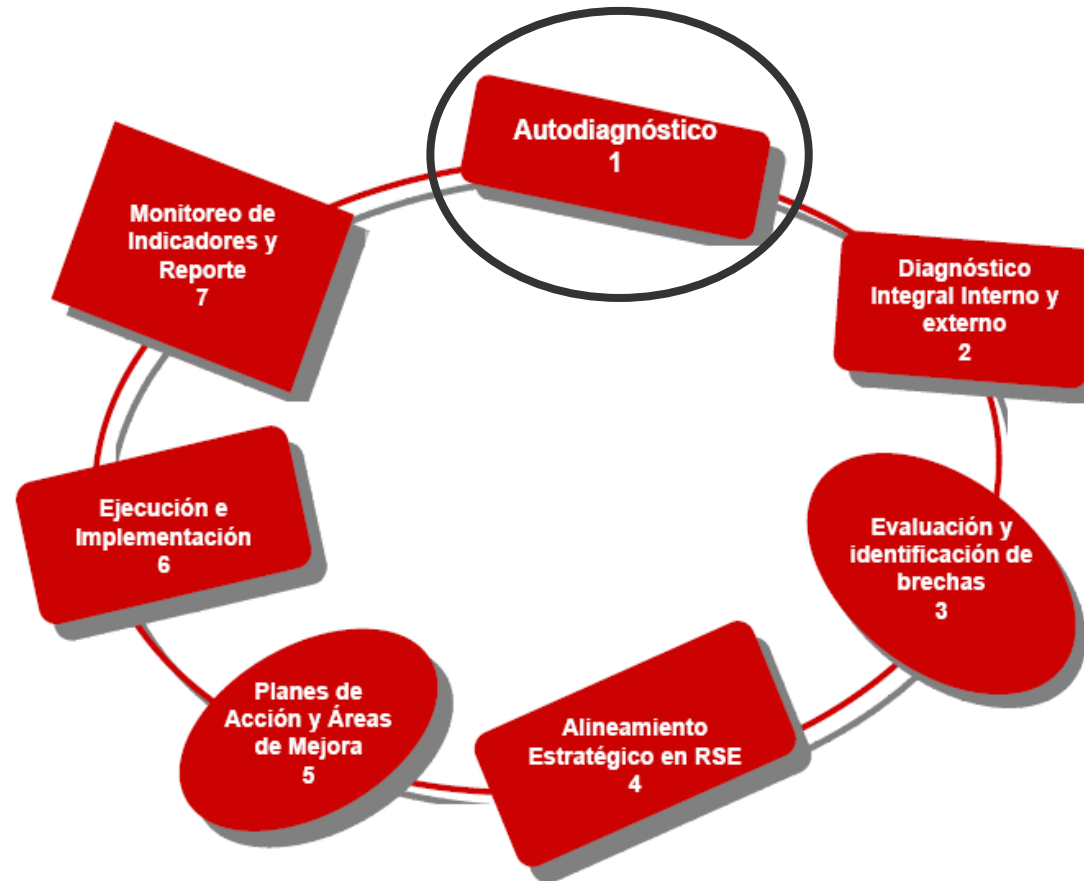 Autodiagnóstico
1
Diagnóstico
Integral Interno y
externo
2
Evaluación y
identificación de
brechas
3
Alineamiento
Estratégico en RSE
4
Planes de
Acción y Áreas
de Mejora
5
Ejecución e
Implementación
6
Monitoreo de
Indicadores y
Reporte
7